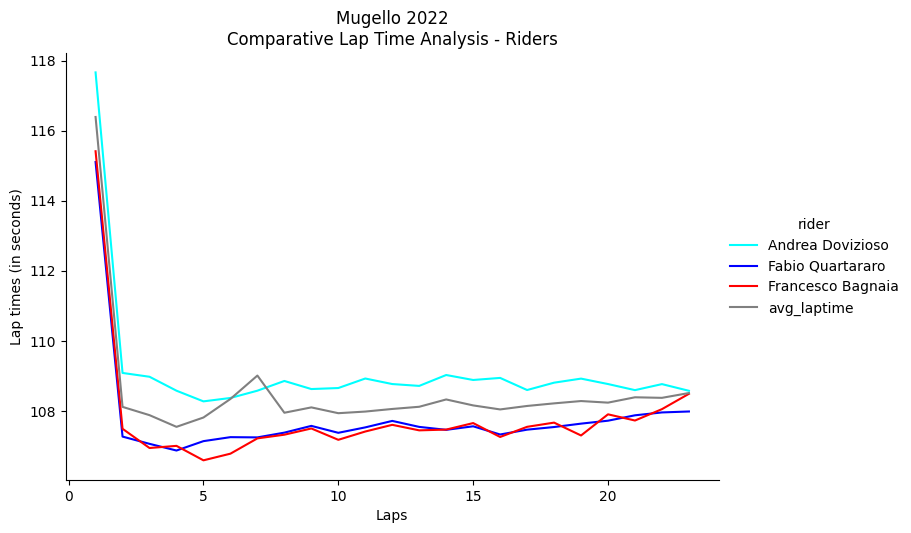 Mugello 2022
Comparative Lap Time Analysis - Riders
118
116
114
112
110
108
Lap times (in seconds)
0
5
10
15
20
Laps
rider
Andrea Dovizioso
Fabio Quartararo
Francesco Bagnaia
avg_laptime